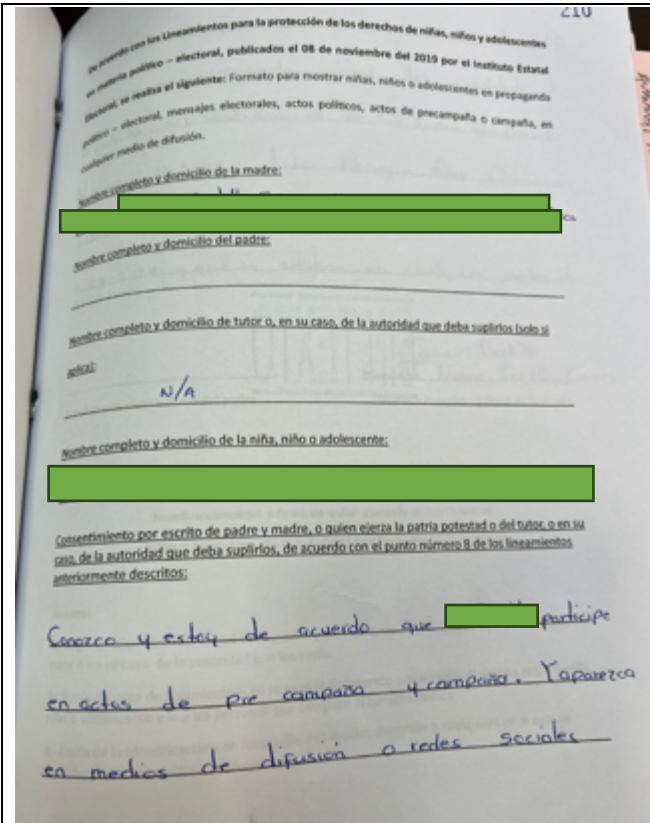 210
De acuerdo con los Lineamientos para la protección de los derechos de niñas, niños y adolescentes
en materia político – electoral, publicados el 08 de noviembre del 2019 por el Instituto Estatal
Electoral, se realiza el siguiente: Formato para mostrar niñas, niños o adolescentes en propaganda
político – electoral, mensajes electorales, actos políticos, actos de precampaña o campaña, en
cualquier medio de difusión.
Nombre completo y domicilio de la madre:
Nombre completo y domicilio del padre:
Nombre completo y domicilio de tutor o, en su caso, de la autoridad que deba suplirlos (solo si
aplica):
N/A
Nombre completo y domicilio de la niña, niño o adolescente:
Consentimiento por escrito de padre y madre, o quien ejerza la patria potestad o del tutor, o en su
caso, de la autoridad que deba suplirlos, de acuerdo con el punto número 8 de los lineamientos
anteriormente descritos:
Conozco y estoy de acuerdo que participe
en actos de pre campaña y campaña. Y aparezca
en medios de difusión o redes sociales